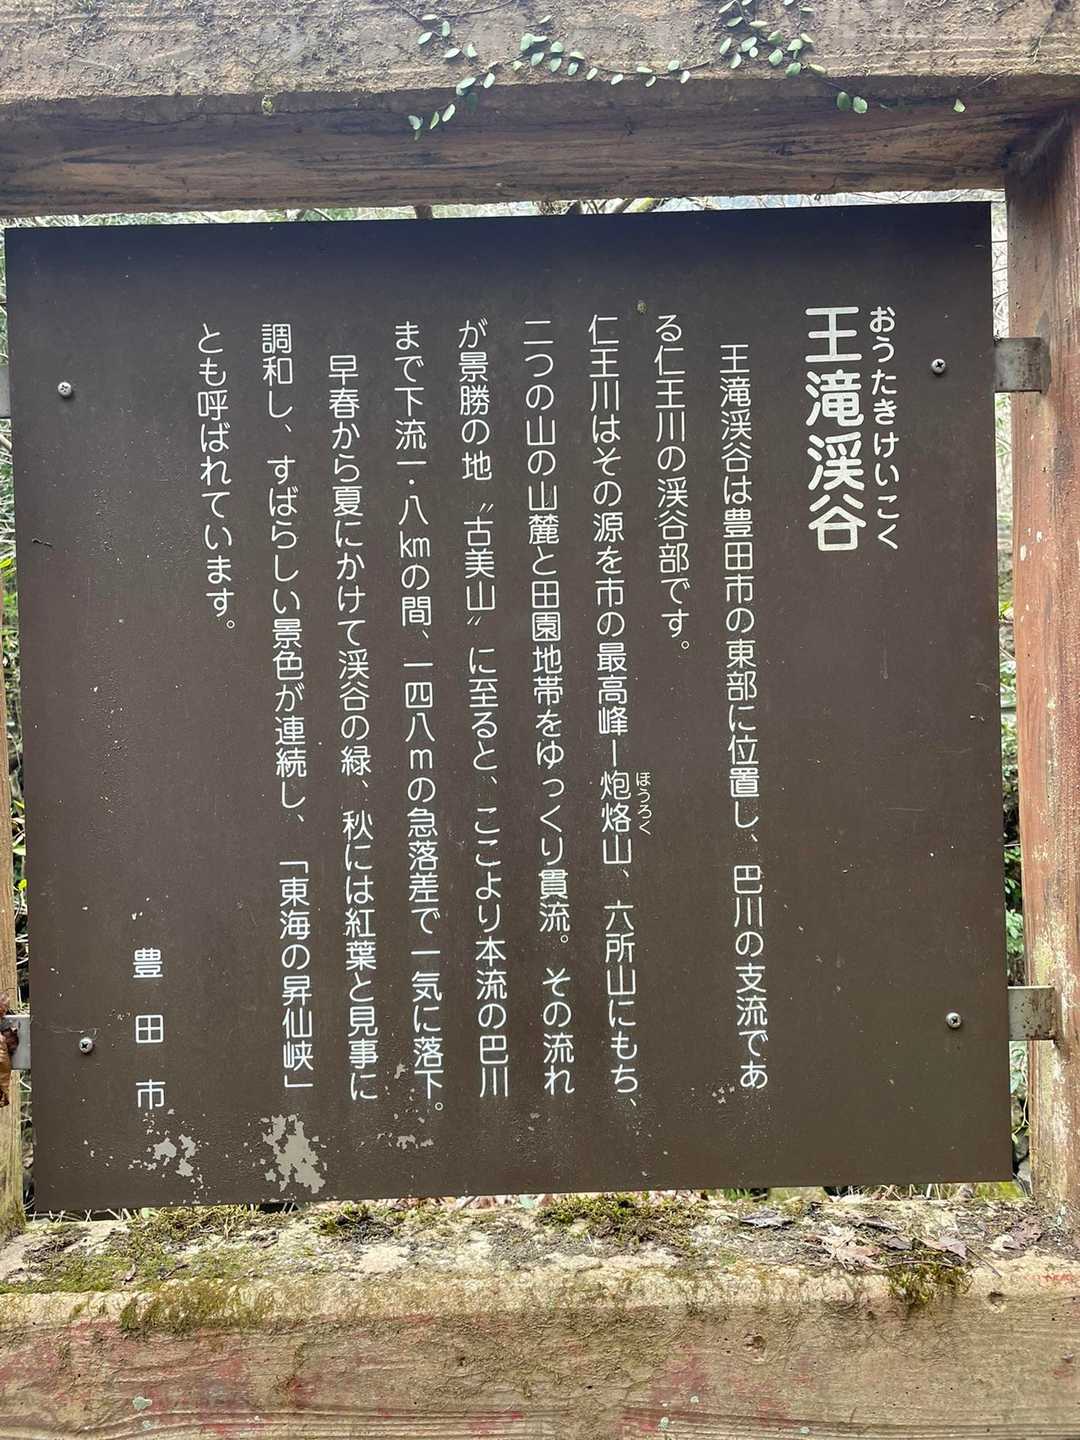 おうたきけいこく
王滝渓谷
王滝渓谷は豊田市の東部に位置し、巴川の支流であ
る仁王川の渓谷部です。
仁王川はその源を市の最高峰ー炮烙山、六所山にもち、
ほうろく
二つの山の山麓と田園地帯をゆっくり貫流。その流れ
が景勝の地〝古美山〟に至ると、ここより本流の巴川
まで下流一・八kmの間、一四八mの急落差で一気に落下。
早春から夏にかけて渓谷の緑、秋には紅葉と見事に
調和し、すばらしい景色が連続し、「東海の昇仙峡」
とも呼ばれています。
豊田市